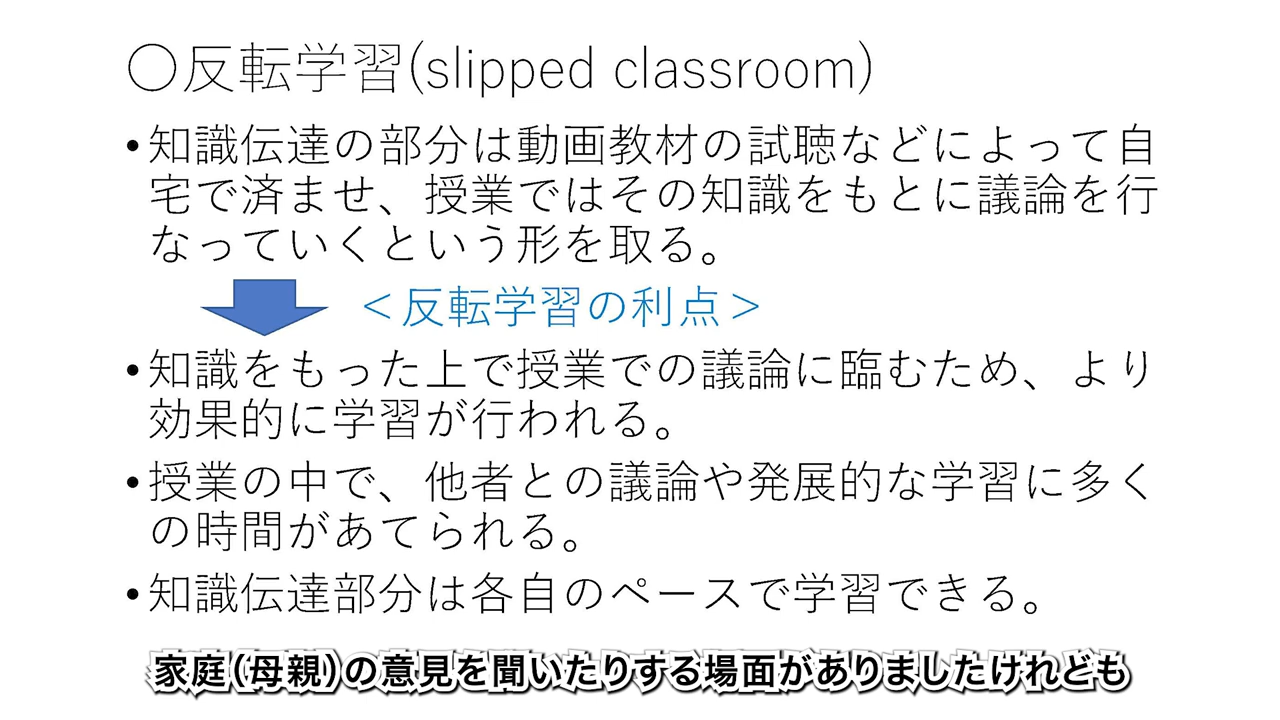 〇反転学習(slipped classroom)
•知識伝達の部分は動画教材の試聴などによって自
宅で済ませ、授業ではその知識をもとに議論を行
なっていくという形を取る。
＜反転学習の利点＞
•知識をもった上で授業での議論に臨むため、より
効果的に学習が行われる。
•授業の中で、他者との議論や発展的な学習に多く
の時間があてられる。
•知識伝達部分は各自のペースで学習できる。
家庭(母親)の意見を聞いたりする場面がありましたけれども